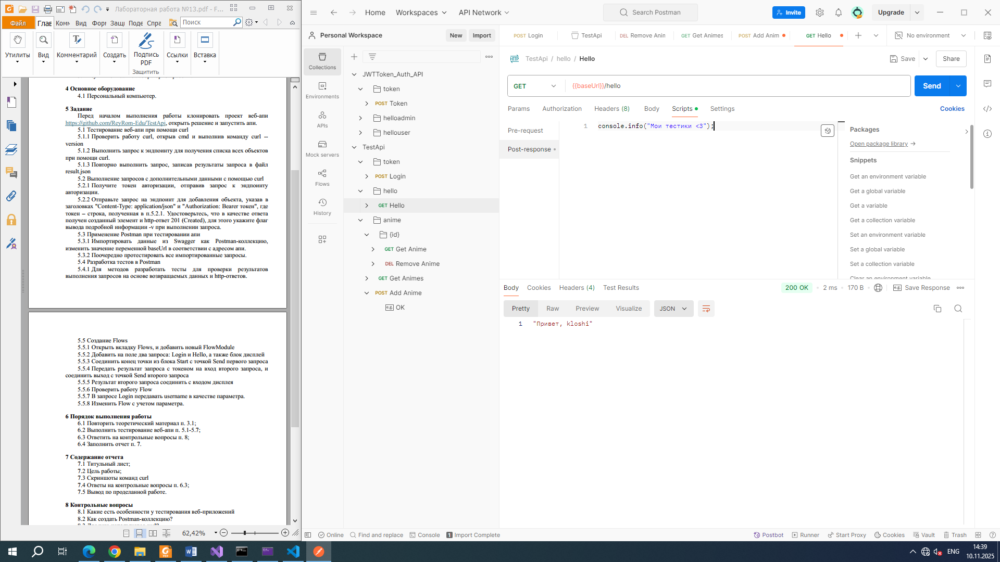 Лабораторная работа №13.pdf - F...
Файл
Глав
Комм
Вид
Форм
Защи
Поде
Спра
Поиск
Утилиты
Вид
Комментарий
Создать
Подпись
PDF
Ссылки
Вставка
Защитить
4 Основное оборудование
4.1 Персональный компьютер.
5 Задание
Перед началом выполнения работы клонировать проект веб-апи
https://github.com/ReyRom-Edu/TestApi, открыть решение и запустить апи.
5.1 Тестирование веб-апи при помощи curl
5.1.1 Проверить работу curl, открыв cmd и выполнив команду curl --
version
5.1.2 Выполнить запрос к эндпоинту для получения списка всех объектов
при помощи curl.
5.1.3 Повторно выполнить запрос, записав результаты запроса в файл
result.json
5.2 Выполнение запросов с дополнительными данными с помощью curl
5.2.1 Получите токен авторизации, отправив запрос к эндпоинту
авторизации.
5.2.2 Отправьте запрос на эндпоинт для добавления объекта, указав в
заголовках "Content-Type: application/json" и "Authorization: Bearer токен", где
токен – строка, полученная в п.5.2.1. Удостоверьтесь, что в качестве ответа
получен созданный элемент и http-ответ 201 (Created), для этого укажите флаг
вывода подробной информации -v при выполнении запроса.
5.3 Применение Postman при тестировании апи
5.3.1 Импортировать данные из Swagger как Postman-коллекцию,
изменить значение переменной baseUrl в соответствии с адресом апи.
5.3.2 Поочередно протестировать все импортированные запросы.
5.4 Разработка тестов в Postman
5.4.1 Для методов разработать тесты для проверки результатов
выполнения запросов на основе возвращаемых данных и http-ответов.
5.5 Создание Flows
5.5.1 Открыть вкладку Flows, и добавить новый FlowModule
5.5.2 Добавить на поле два запроса: Login и Hello, а также блок дисплей
5.5.3 Соединить конец точки из блока Start с точкой Send первого запроса
5.5.4 Передать результат запроса с токеном на вход второго запроса, и
соединить выход с точкой Send второго запроса
5.5.5 Результат второго запроса соединить с входом дисплея
5.5.6 Проверить работу Flow
5.5.7 В запросе Login передавать username в качестве параметра.
5.5.8 Изменить Flow с учетом параметра.
6 Порядок выполнения работы
6.1 Повторить теоретический материал п. 3.1;
6.2 Выполнить тестирование веб-апи п. 5.1-5.7;
6.3 Ответить на контрольные вопросы п. 8;
6.4 Заполнить отчет п. 7.
7 Содержание отчета
7.1 Титульный лист;
7.2 Цель работы;
7.3 Скриншоты команд curl
7.4 Ответы на контрольные вопросы п. 6.3;
7.5 Вывод по проделанной работе.
8 Контрольные вопросы
8.1 Какие есть особенности у тестирования веб-приложений
8.2 Как создать Postman-коллекцию?
62,42%
Home
Workspaces
API Network
Search Postman
Invite
Upgrade
Personal Workspace
New
Import
POST Login
TestApi
DEL Remove Anin
GET Get Animes
POST Add Anim
GET Hello
No environment
Collections
Environments
APIs
Mock servers
Flows
History
JWTToken_Auth_API
token
POST Token
helloadmin
hellouser
TestApi
token
POST Login
hello
GET Hello
anime
{id}
GET Get Anime
DEL Remove Anime
GET Get Animes
POST Add Anime
e.g. OK
HTTP TestApi / hello / Hello
Save
Share
GET
{{baseUrl}}/hello
Send
Params
Authorization
Headers (8)
Body
Scripts
Settings
Cookies
Pre-request
Post-response
1 console.info("Мои тестики <3");
Packages
Open package library →
Snippets
Get an environment variable
Get a global variable
Get a variable
Get a collection variable
Set an environment variable
Set a global variable
Set a collection variable
Clear an environment variable
Body
Cookies
Headers (4)
Test Results
200 OK
2 ms
170 B
e.g. Save Response
Pretty
Raw
Preview
Visualize
JSON
1 "Привет, kloshi"
Online
Find and replace
Console
1 Import Complete
Postbot
Runner
Start Proxy
Cookies
Vault
Trash
ENG
14:39
10.11.2025